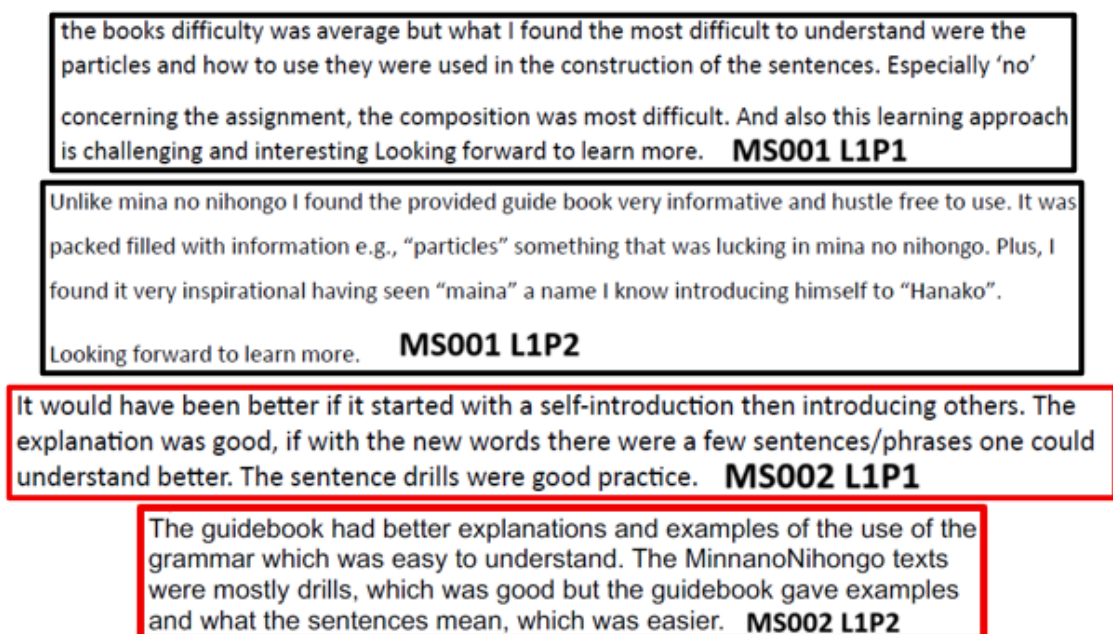 the books difficulty was average but what I found the most difficult to understand were the
particles and how to use they were used in the construction of the sentences. Especially ‘no’
concerning the assignment, the composition was most difficult. And also this learning approach
is challenging and interesting Looking forward to learn more. MS001 L1P1
Unlike mina no nihongo I found the provided guide book very informative and hustle free to use. It was
packed filled with information e.g., “particles” something that was lucking in mina no nihongo. Plus, I
found it very inspirational having seen “maina” a name I know introducing himself to “Hanako”.
Looking forward to learn more. MS001 L1P2
It would have been better if it started with a self-introduction then introducing others. The
explanation was good, if with the new words there were a few sentences/phrases one could
understand better. The sentence drills were good practice. MS002 L1P1
The guidebook had better explanations and examples of the use of the
grammar which was easy to understand. The MinnanoNihongo texts
were mostly drills, which was good but the guidebook gave examples
and what the sentences mean, which was easier. MS002 L1P2